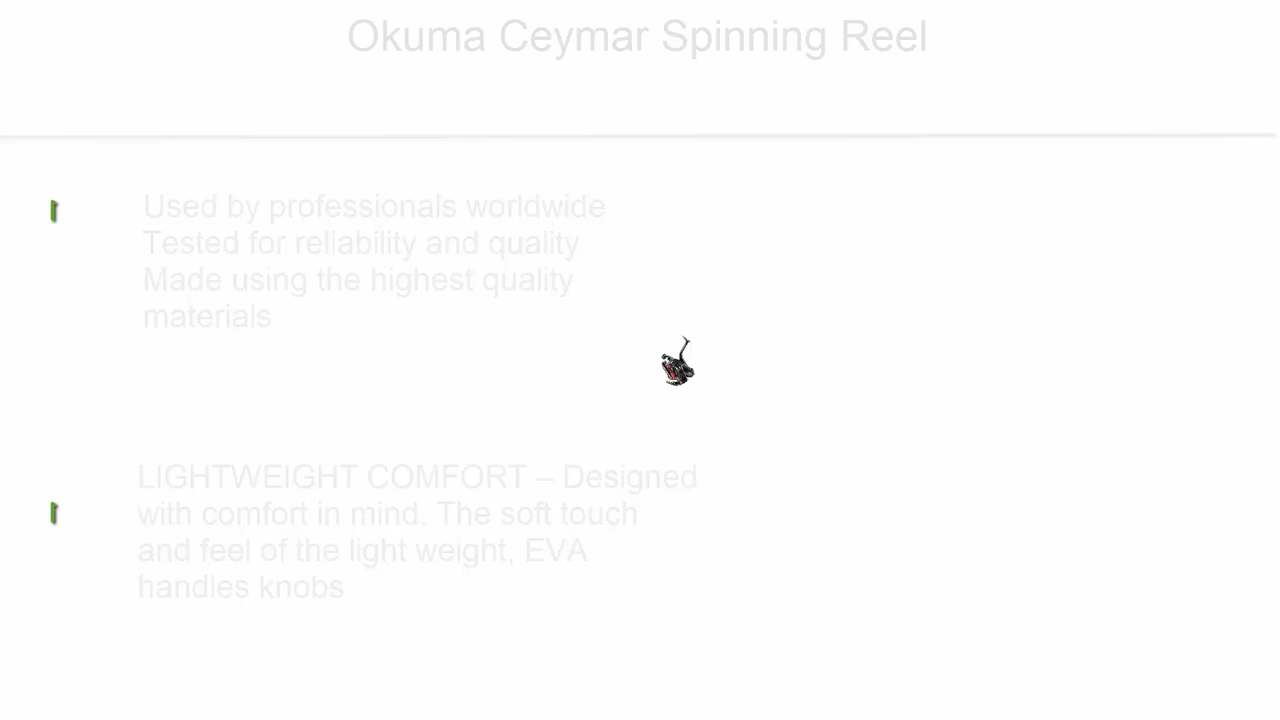 Okuma Ceymar Spinning Reel
Used by professionals worldwide
Tested for reliability and quality
Made using the highest quality
materials
LIGHTWEIGHT COMFORT – Designed
with comfort in mind. The soft touch
and feel of the light weight, EVA
handles knobs